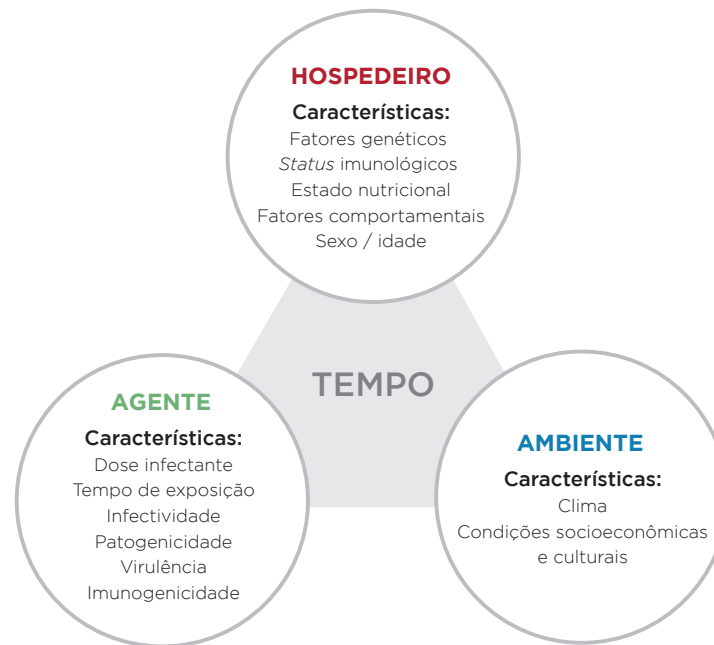 HOSPEDEIRO
Características:
Fatores genéticos
Status imunológicos
Estado nutricional
Fatores comportamentais
Sexo / idade
TEMPO
AGENTE
Características:
Dose infectante
Tempo de exposição
Infectividade
Patogenicidade
Virulência
Imunogenicidade
AMBIENTE
Características:
Clima
Condições socioeconômicas
e culturais